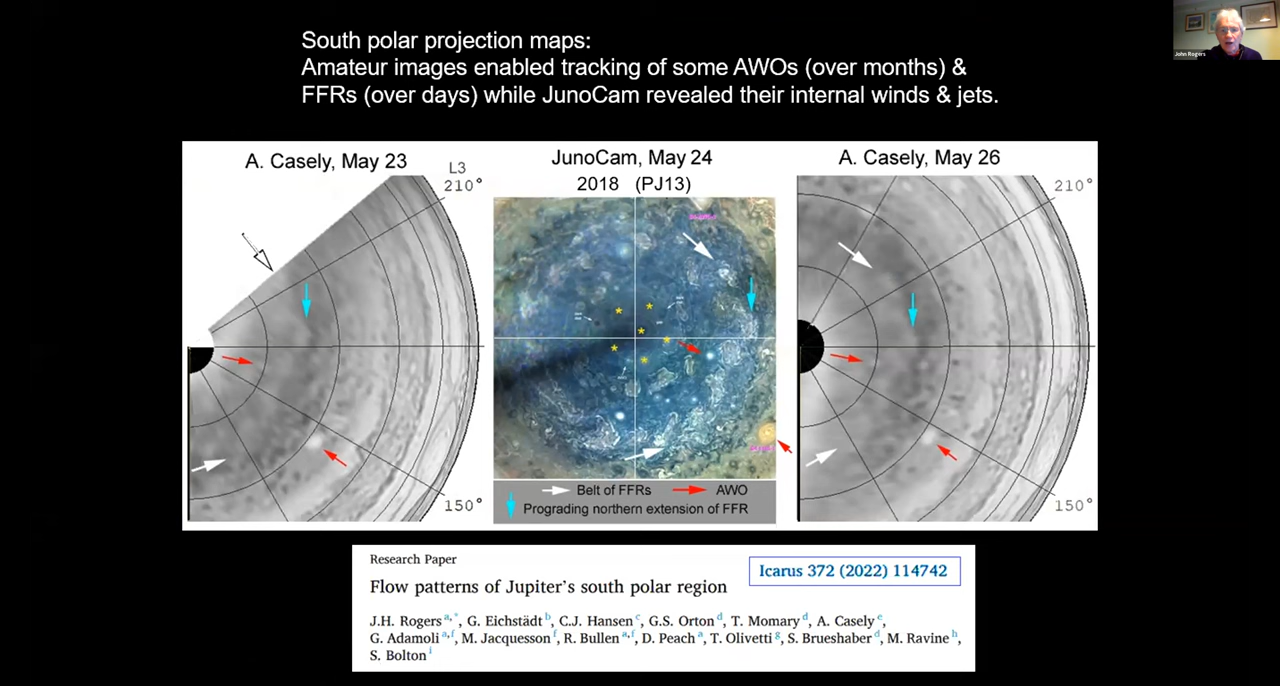 South polar projection maps:
Amateur images enabled tracking of some AWOs (over months) &
FFRs (over days) while JunoCam revealed their internal winds & jets.
John Rogers
A. Casely, May 23
L3
210°
150°
JunoCam, May 24
2018 (PJ13)
A. Casely, May 26
210°
150°
Belt of FFRs
AWO
Prograding northern extension of FFR
Research Paper
Flow patterns of Jupiter's south polar region
Icarus 372 (2022) 114742
J.H. Rogers a,*, G. Eichstädt b, C.J. Hansen c, G.S. Orton d, T. Momary d, A. Casely e,
G. Adamoli a,f, M. Jacquesson f, R. Bullen a,f, D. Peach a, T. Olivetti g, S. Brueshaber d, M. Ravine h,
S. Bolton i